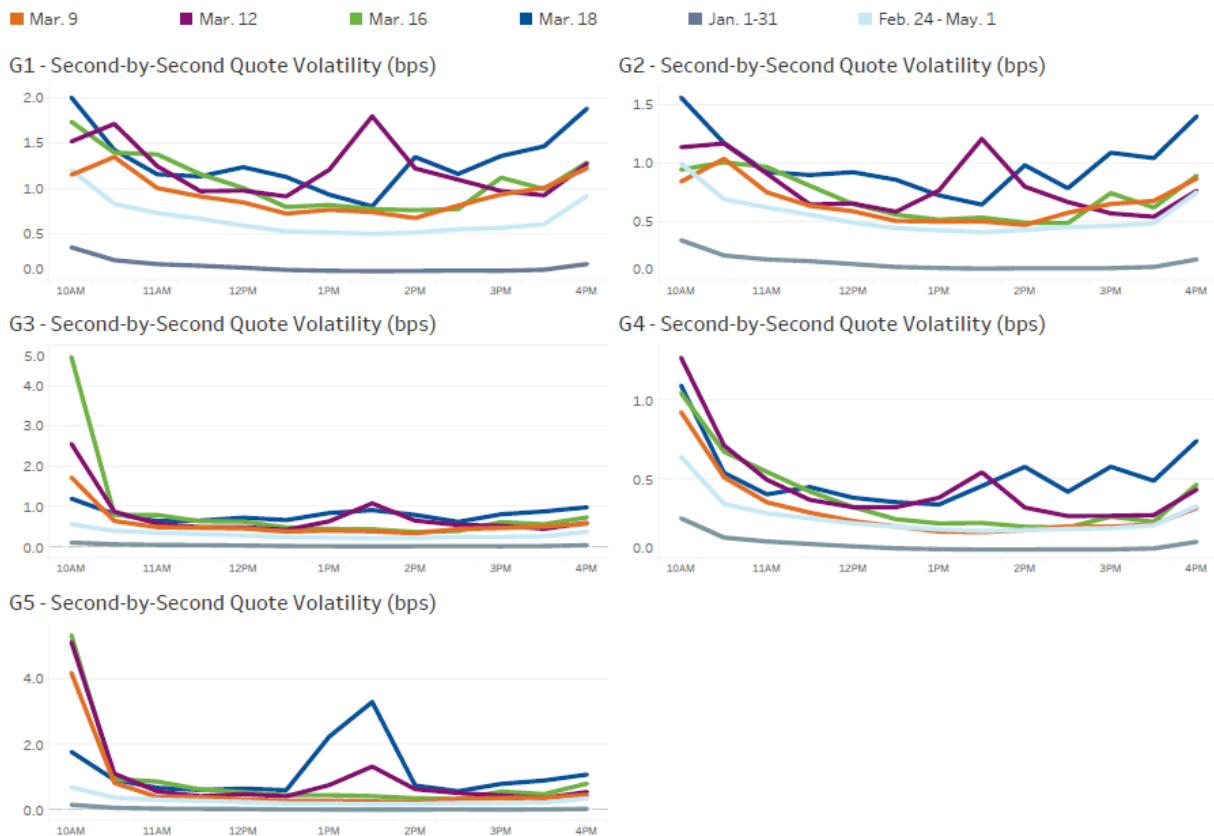 Mar. 9 Mar. 12 Mar. 16 Mar. 18 Jan. 1-31 Feb. 24 - May. 1
G1 - Second-by-Second Quote Volatility (bps)
2.0
1.5
1.0
0.5
0.0
10AM 11AM 12PM 1PM 2PM 3PM 4PM
G2 - Second-by-Second Quote Volatility (bps)
1.5
1.0
0.5
0.0
10AM 11AM 12PM 1PM 2PM 3PM 4PM
G3 - Second-by-Second Quote Volatility (bps)
5.0
4.0
3.0
2.0
1.0
0.0
10AM 11AM 12PM 1PM 2PM 3PM 4PM
G4 - Second-by-Second Quote Volatility (bps)
1.0
0.5
0.0
10AM 11AM 12PM 1PM 2PM 3PM 4PM
G5 - Second-by-Second Quote Volatility (bps)
4.0
2.0
0.0
10AM 11AM 12PM 1PM 2PM 3PM 4PM